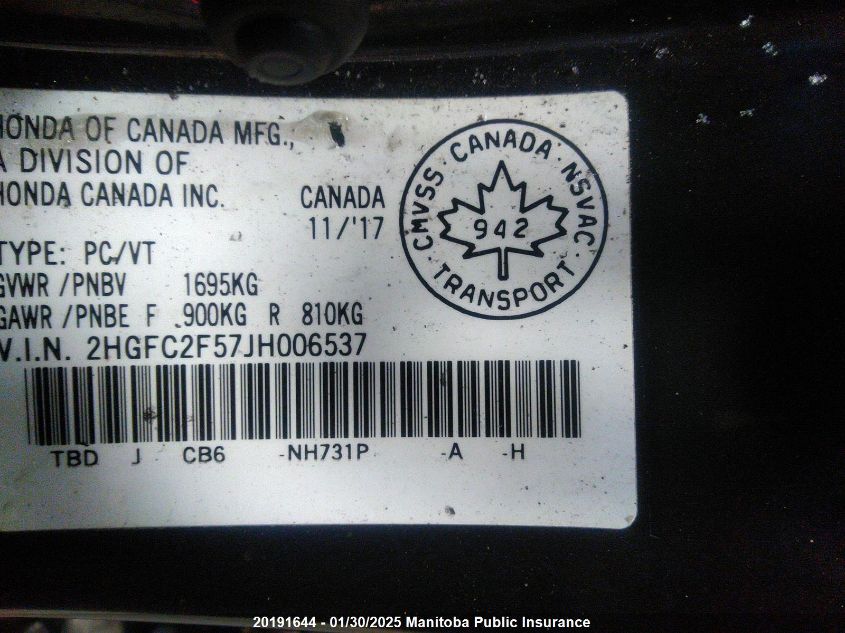 HONDA OF CANADA MFG.,
A DIVISION OF
HONDA CANADA INC. CANADA
11/'17
TYPE: PC/VT
GVWR /PNBV 1695KG
GAWR /PNBE F 900KG R 810KG
V.I.N. 2HGFC2F57JH006537
TBD J CB6 -NH731P -A -H
CMVSS · CANADA · NSVAC
942
· TRANSPORT ·
20191644 - 01/30/2025 Manitoba Public Insurance